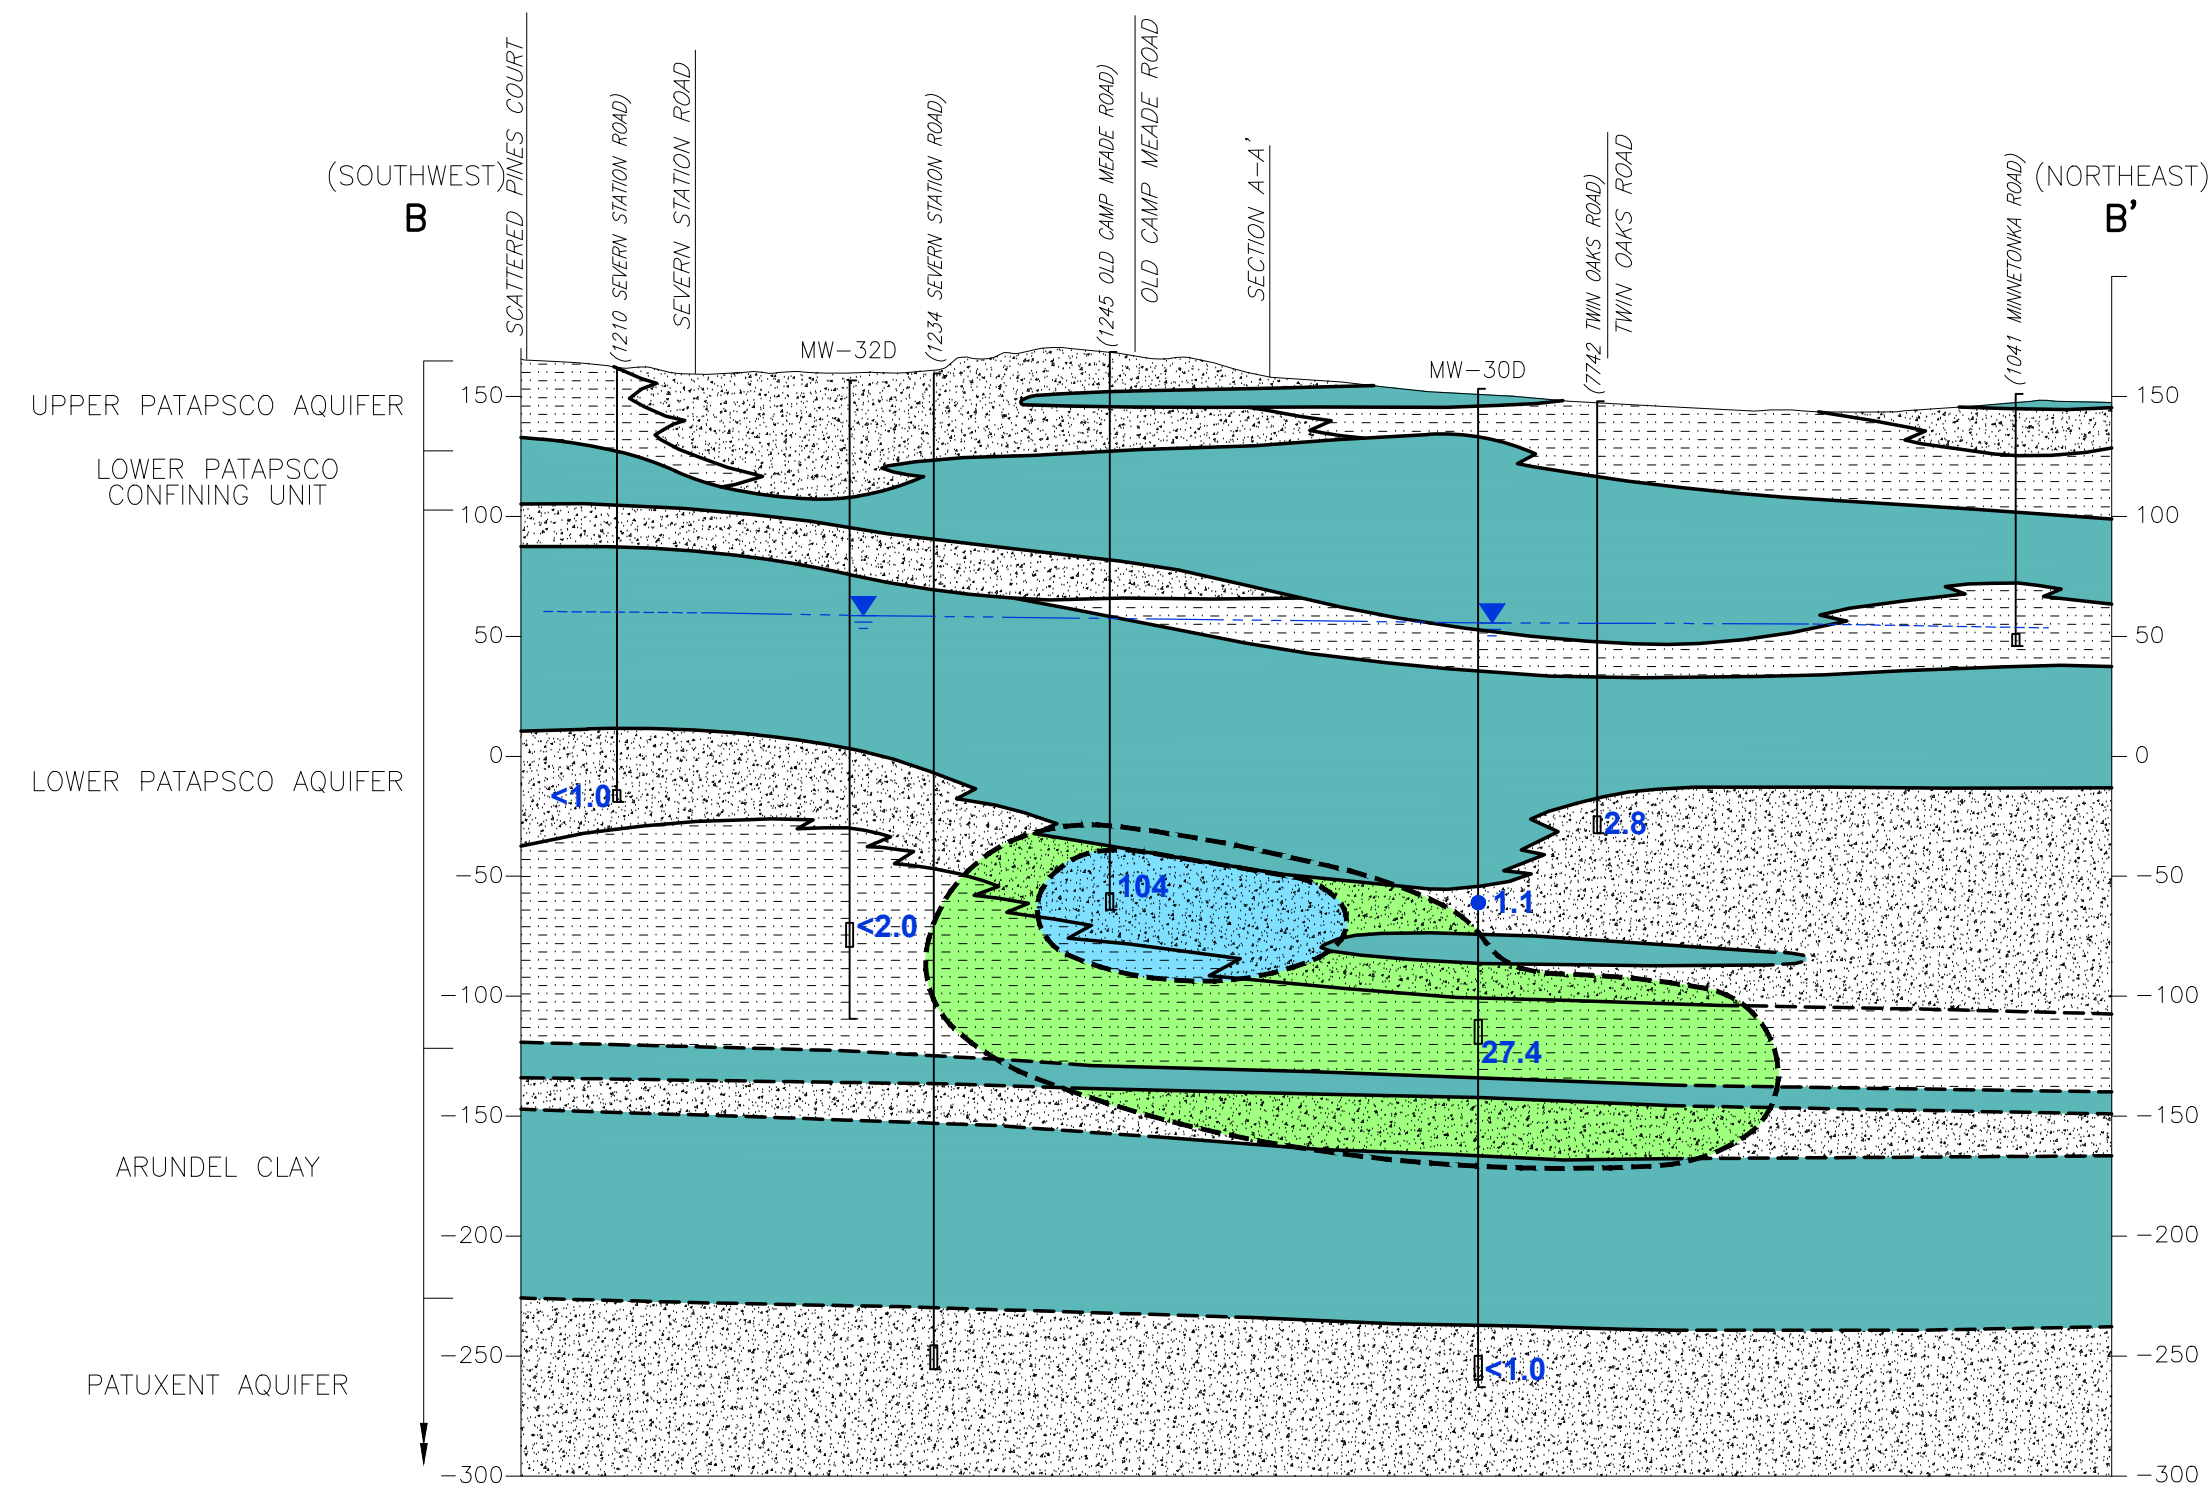 SCATTERED PINES COURT
(1210 SEVERN STATION ROAD)
SEVERN STATION ROAD
(1234 SEVERN STATION ROAD)
(1245 OLD CAMP MEADE ROAD)
OLD CAMP MEADE ROAD
SECTION A-A'
(7742 TWIN OAKS ROAD)
TWIN OAKS ROAD
(1041 MINNETONKA ROAD)
(SOUTHWEST)
B
(NORTHEAST)
B'
MW-32D
MW-30D
UPPER PATAPSCO AQUIFER
LOWER PATAPSCO
CONFINING UNIT
LOWER PATAPSCO AQUIFER
ARUNDEL CLAY
PATUXENT AQUIFER
150
100
50
0
-50
-100
-150
-200
-250
-300
<1.0
<2.0
104
2.8
1.1
27.4
<1.0
150
100
50
0
-50
-100
-150
-200
-250
-300